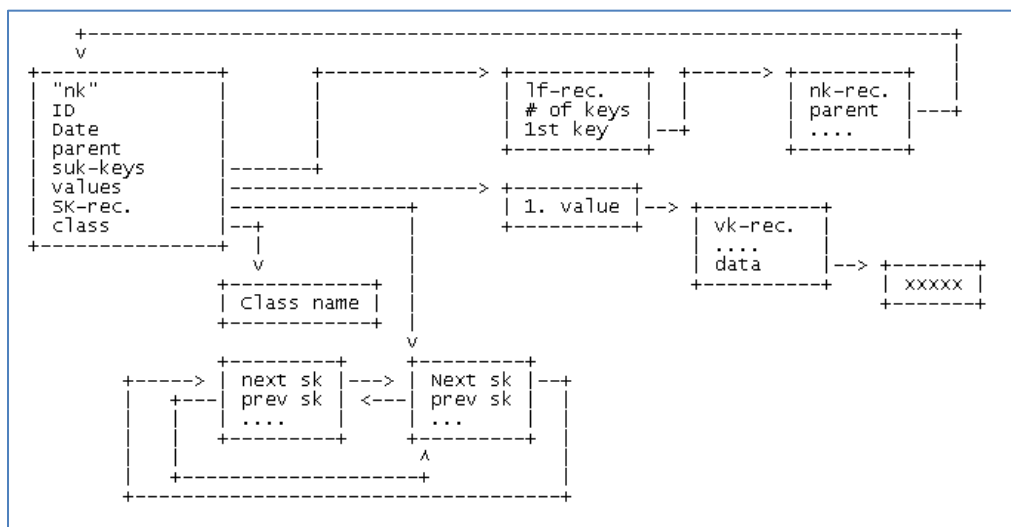 "nk"
ID
Date
parent
suk-keys
values
SK-rec.
class
lf-rec.
# of keys
1st key
nk-rec.
parent
....
1. value
vk-rec.
....
data
xxxxx
Class name
next sk
prev sk
....
Next sk
prev sk
...